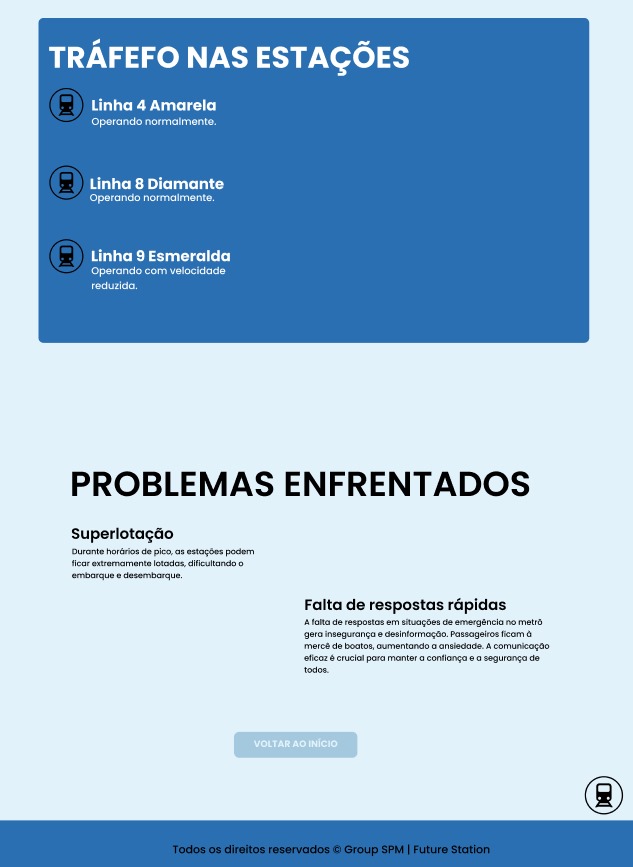 TRÁFEFO NAS ESTAÇÕES
Linha 4 Amarela
Operando normalmente.
Linha 8 Diamante
Operando normalmente.
Linha 9 Esmeralda
Operando com velocidade
reduzida.
PROBLEMAS ENFRENTADOS
Superlotação
Durante horários de pico, as estações podem
ficar extremamente lotadas, dificultando o
embarque e desembarque.
Falta de respostas rápidas
A falta de respostas em situações de emergência no metrô
gera insegurança e desinformação. Passageiros ficam à
mercê de boatos, aumentando a ansiedade. A comunicação
eficaz é crucial para manter a confiança e a segurança de
todos.
VOLTAR AO INÍCIO
Todos os direitos reservados © Group SPM | Future Station